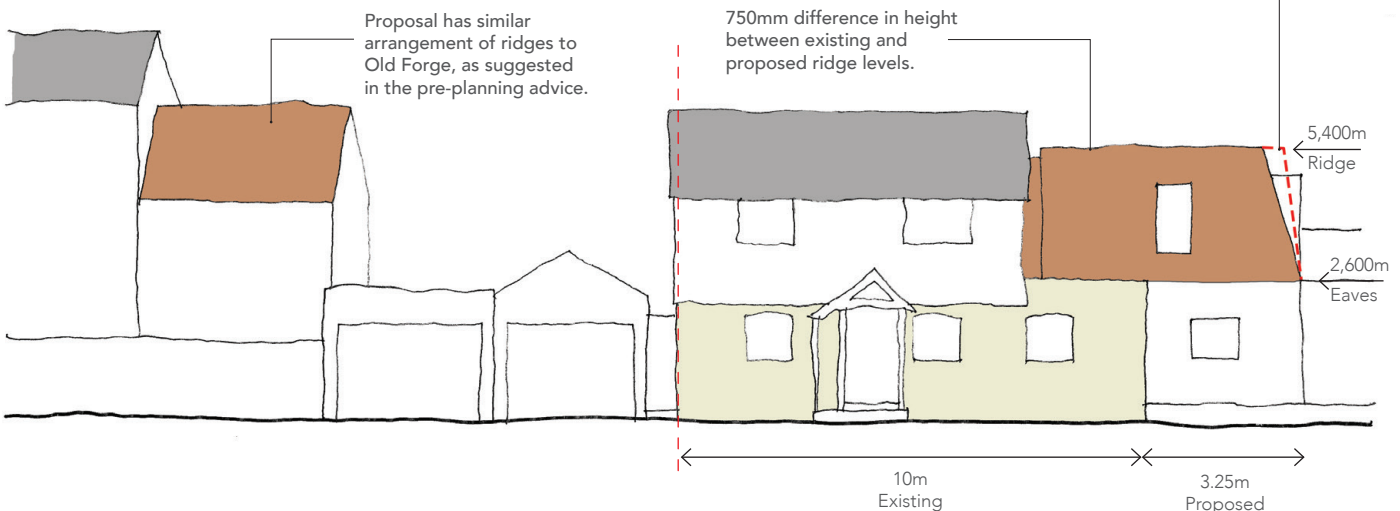 Proposal has similar
arrangement of ridges to
Old Forge, as suggested
in the pre-planning advice.
750mm difference in height
between existing and
proposed ridge levels.
5,400m
Ridge
2,600m
Eaves
10m
Existing
3.25m
Proposed